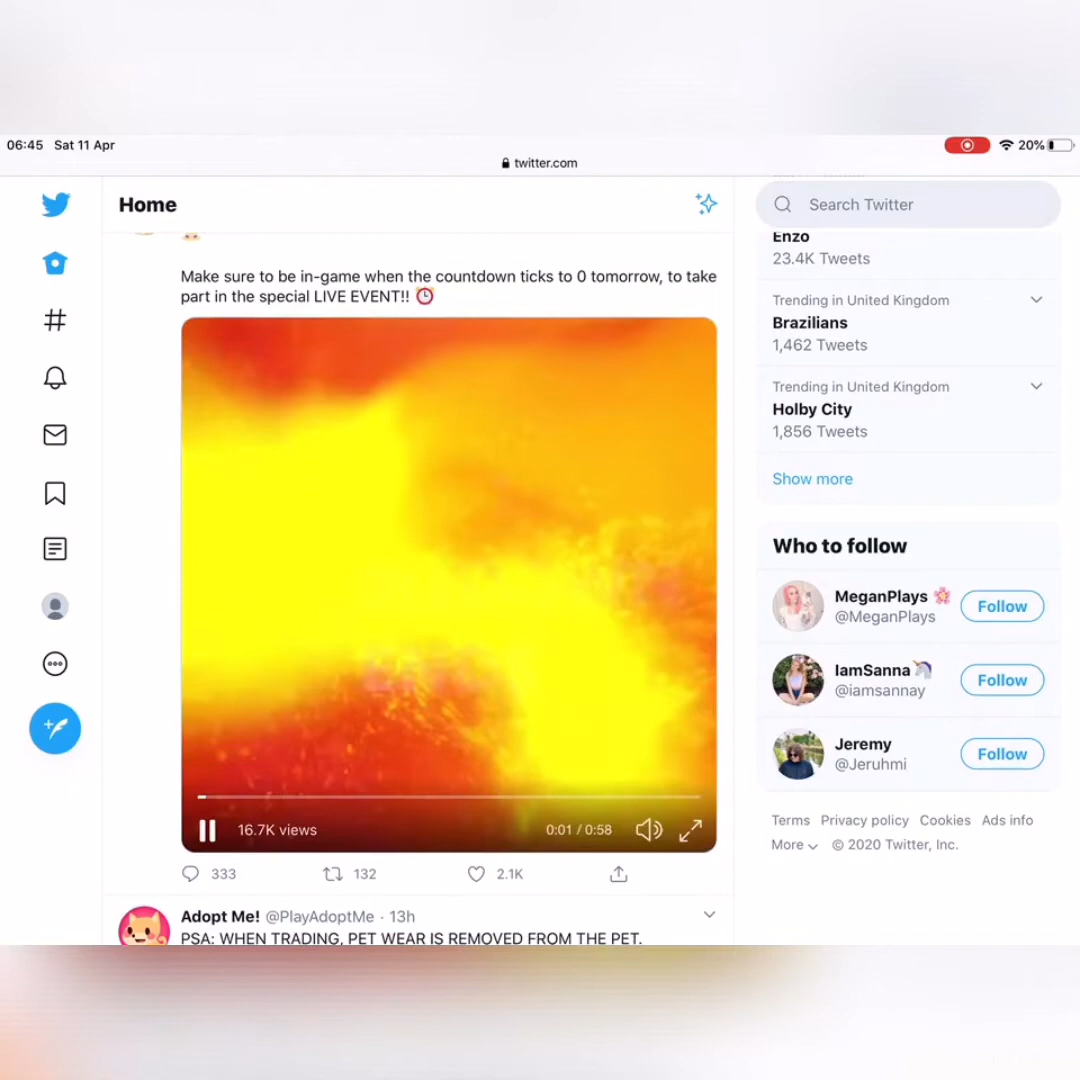 06:45 Sat 11 Apr
20%
twitter.com
Home
Search Twitter
Make sure to be in-game when the countdown ticks to 0 tomorrow, to take
part in the special LIVE EVENT!!
16.7K views
0:01 / 0:58
333
132
2.1K
Adopt Me! @PlayAdoptMe · 13h
PSA: WHEN TRADING, PET WEAR IS REMOVED FROM THE PET.
Enzo
23.4K Tweets
Trending in United Kingdom
Brazilians
1,462 Tweets
Trending in United Kingdom
Holby City
1,856 Tweets
Show more
Who to follow
MeganPlays
@MeganPlays
Follow
IamSanna
@iamsannay
Follow
Jeremy
@Jeruhmi
Follow
Terms Privacy policy Cookies Ads info
More © 2020 Twitter, Inc.